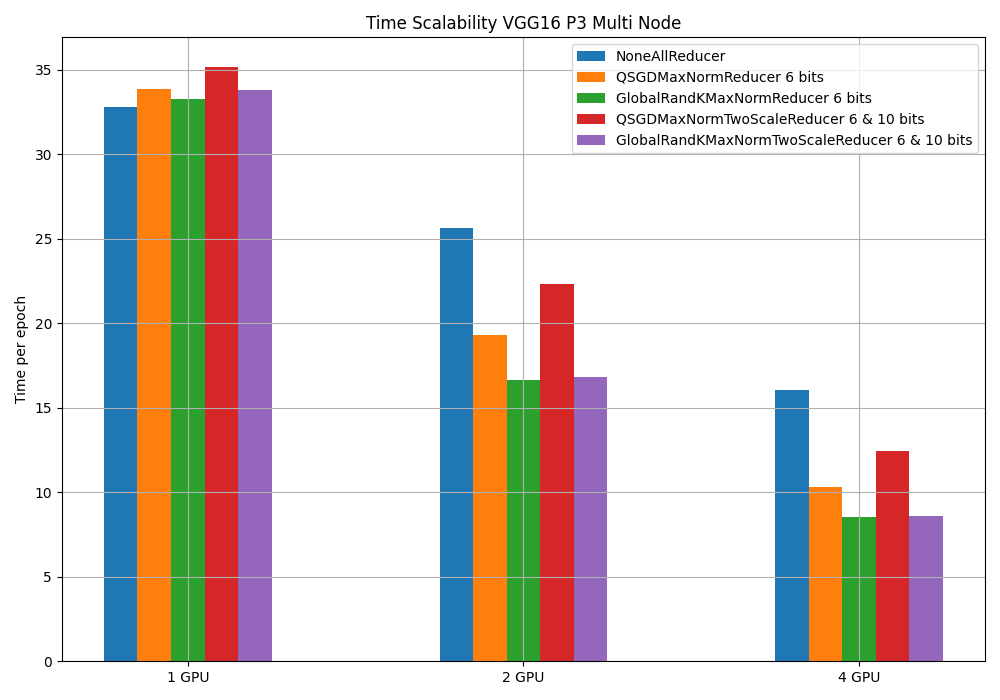 Time Scalability VGG16 P3 Multi Node
NoneAllReducer
QSGDMaxNormReducer 6 bits
GlobalRandKMaxNormReducer 6 bits
QSGDMaxNormTwoScaleReducer 6 & 10 bits
GlobalRandKMaxNormTwoScaleReducer 6 & 10 bits
Time per epoch
35
30
25
20
15
10
5
0
1 GPU
2 GPU
4 GPU